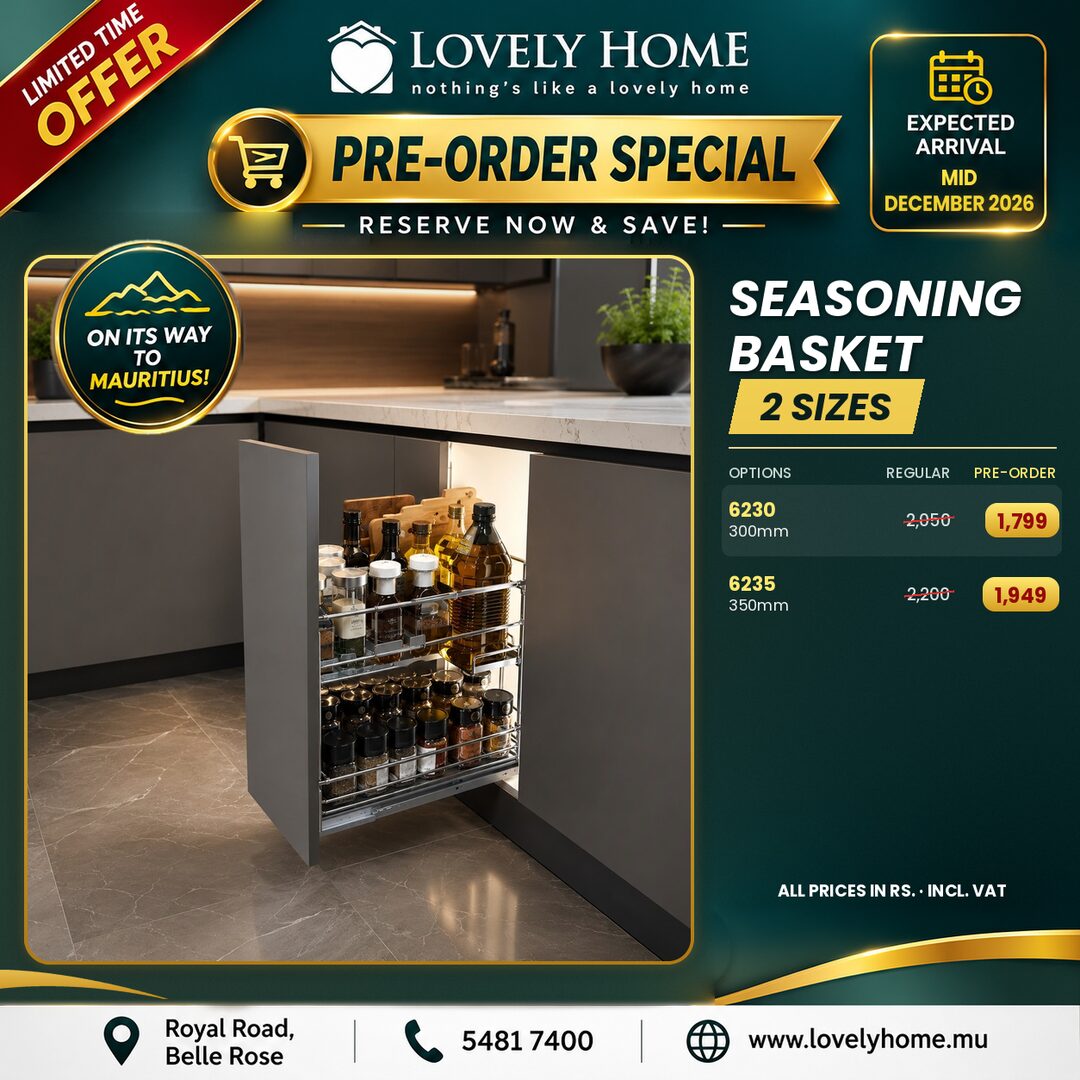 LIMITED TIME
OFFER
LOVELY HOME
nothing's like a lovely home
PRE-ORDER SPECIAL
RESERVE NOW & SAVE!
EXPECTED
ARRIVAL
MID
DECEMBER 2026
ON ITS WAY
TO
MAURITIUS!
SEASONING
BASKET
2 SIZES
OPTIONS REGULAR PRE-ORDER
6230
300mm 2,050 1,799
6235
350mm 2,200 1,949
ALL PRICES IN RS. · INCL. VAT
Royal Road,
Belle Rose
5481 7400
www.lovelyhome.mu